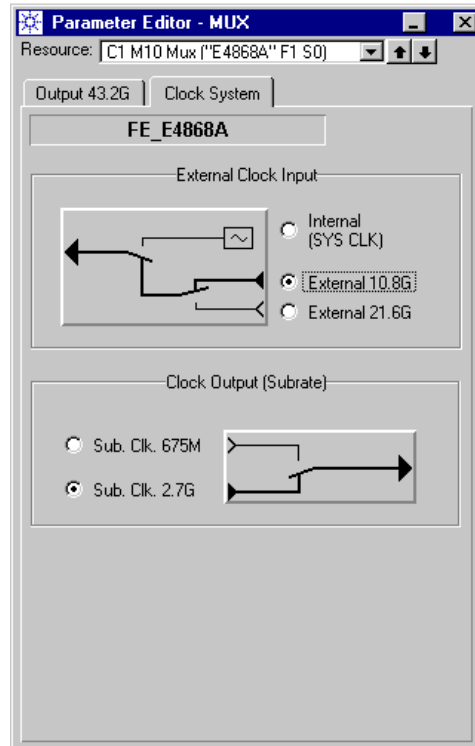 Parameter Editor - MUX
Resource: C1 M10 Mux ("E4868A" F1 S0)
Output 43.2G Clock System
FE_E4868A
External Clock Input
Internal
(SYS CLK)
External 10.8G
External 21.6G
Clock Output (Subrate)
Sub. Clk. 675M
Sub. Clk. 2.7G